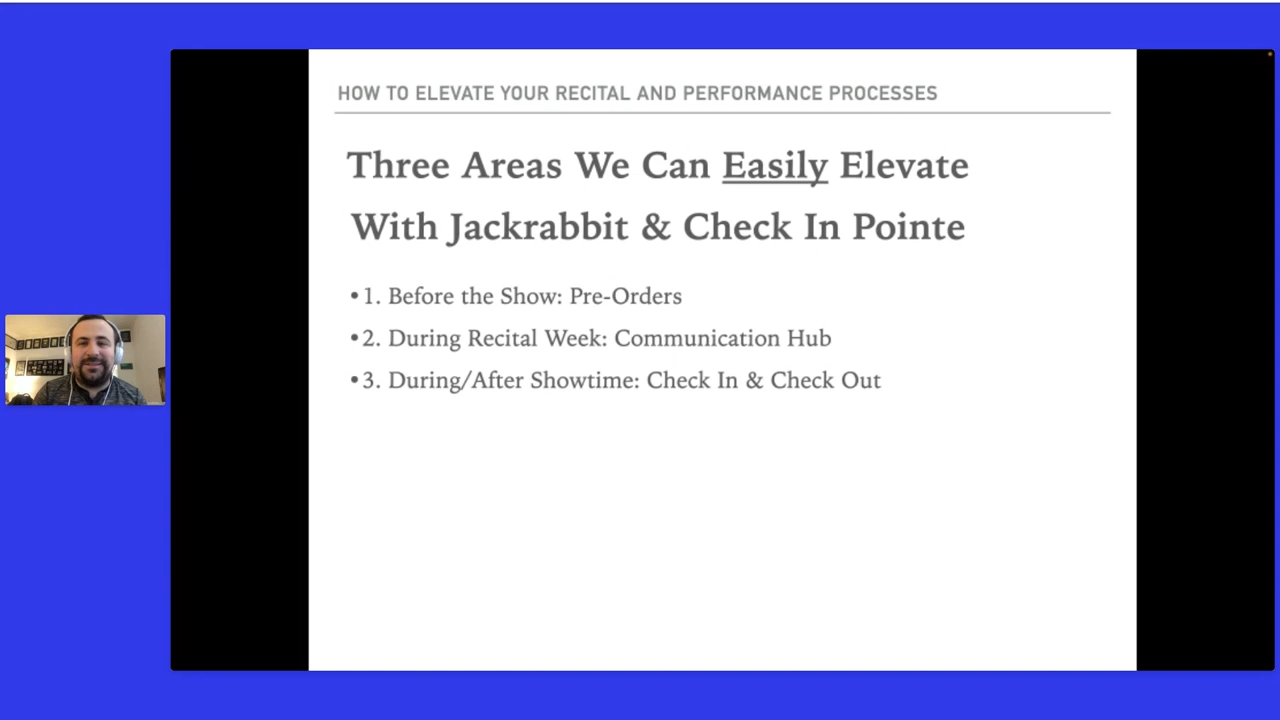 HOW TO ELEVATE YOUR RECITAL AND PERFORMANCE PROCESSES
Three Areas We Can Easily Elevate
With Jackrabbit & Check In Pointe
•1. Before the Show: Pre-Orders
•2. During Recital Week: Communication Hub
•3. During/After Showtime: Check In & Check Out